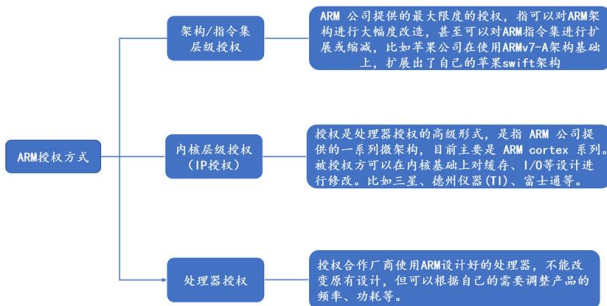 ARM授权方式
架构/指令集
层级授权
ARM 公司提供的最大限度的授权，指可以对ARM架
构进行大幅度改造，甚至可以对ARM指令集进行扩
展或缩减，比如苹果公司在使用ARMv7-A架构基础
上，扩展出了自己的苹果swift架构
内核层级授权
（IP授权）
授权是处理器授权的高级形式，是指 ARM 公司提
供的一系列微架构，目前主要是 ARM cortex 系列。
被授权方可以在内核基础上对缓存、I/O等设计进
行修改。比如三星、德州仪器(TI)、富士通等。
处理器授权
授权合作厂商使用ARM设计好的处理器，不能改
变原有设计，但可以根据自己的需要调整产品的
频率、功耗等。